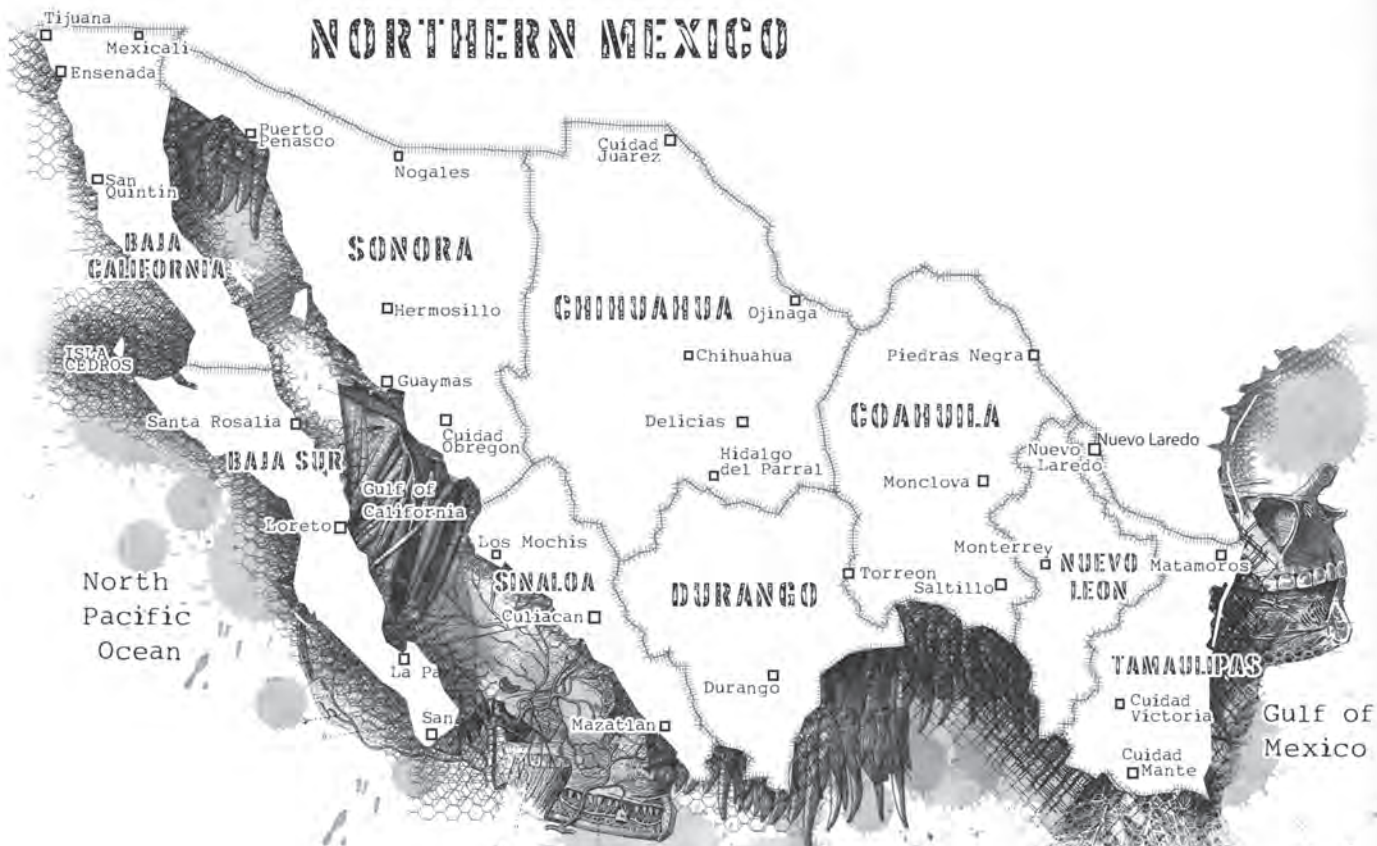 NORTHERN MEXICO
Tijuana
Mexicali
Ensenada
Puerto
Penasco
Nogales
Cuidad
Juarez
San
Quintin
BAJA
CALIFORNIA
SONORA
CHIHUAHUA
Ojinaga
Hermosillo
ISLA
CEDROS
Chihuahua
Piedras Negra
Guaymas
Santa Rosalia
Cuidad
Obregon
Delicias
COAHUILA
BAJA SUR
Hidalgo
del Parral
Nuevo
Laredo
Nuevo Laredo
Monclova
Gulf of
California
Loreto
Los Mochis
Monterrey
Matamoros
North
Pacific
Ocean
SINALOA
Culiacan
DURANGO
Torreon
Saltillo
NUEVO
LEON
La Pa
Durango
TAMAULIPAS
San
Mazatlan
Cuidad
Victoria
Gulf of
Mexico
Cuidad
Mante